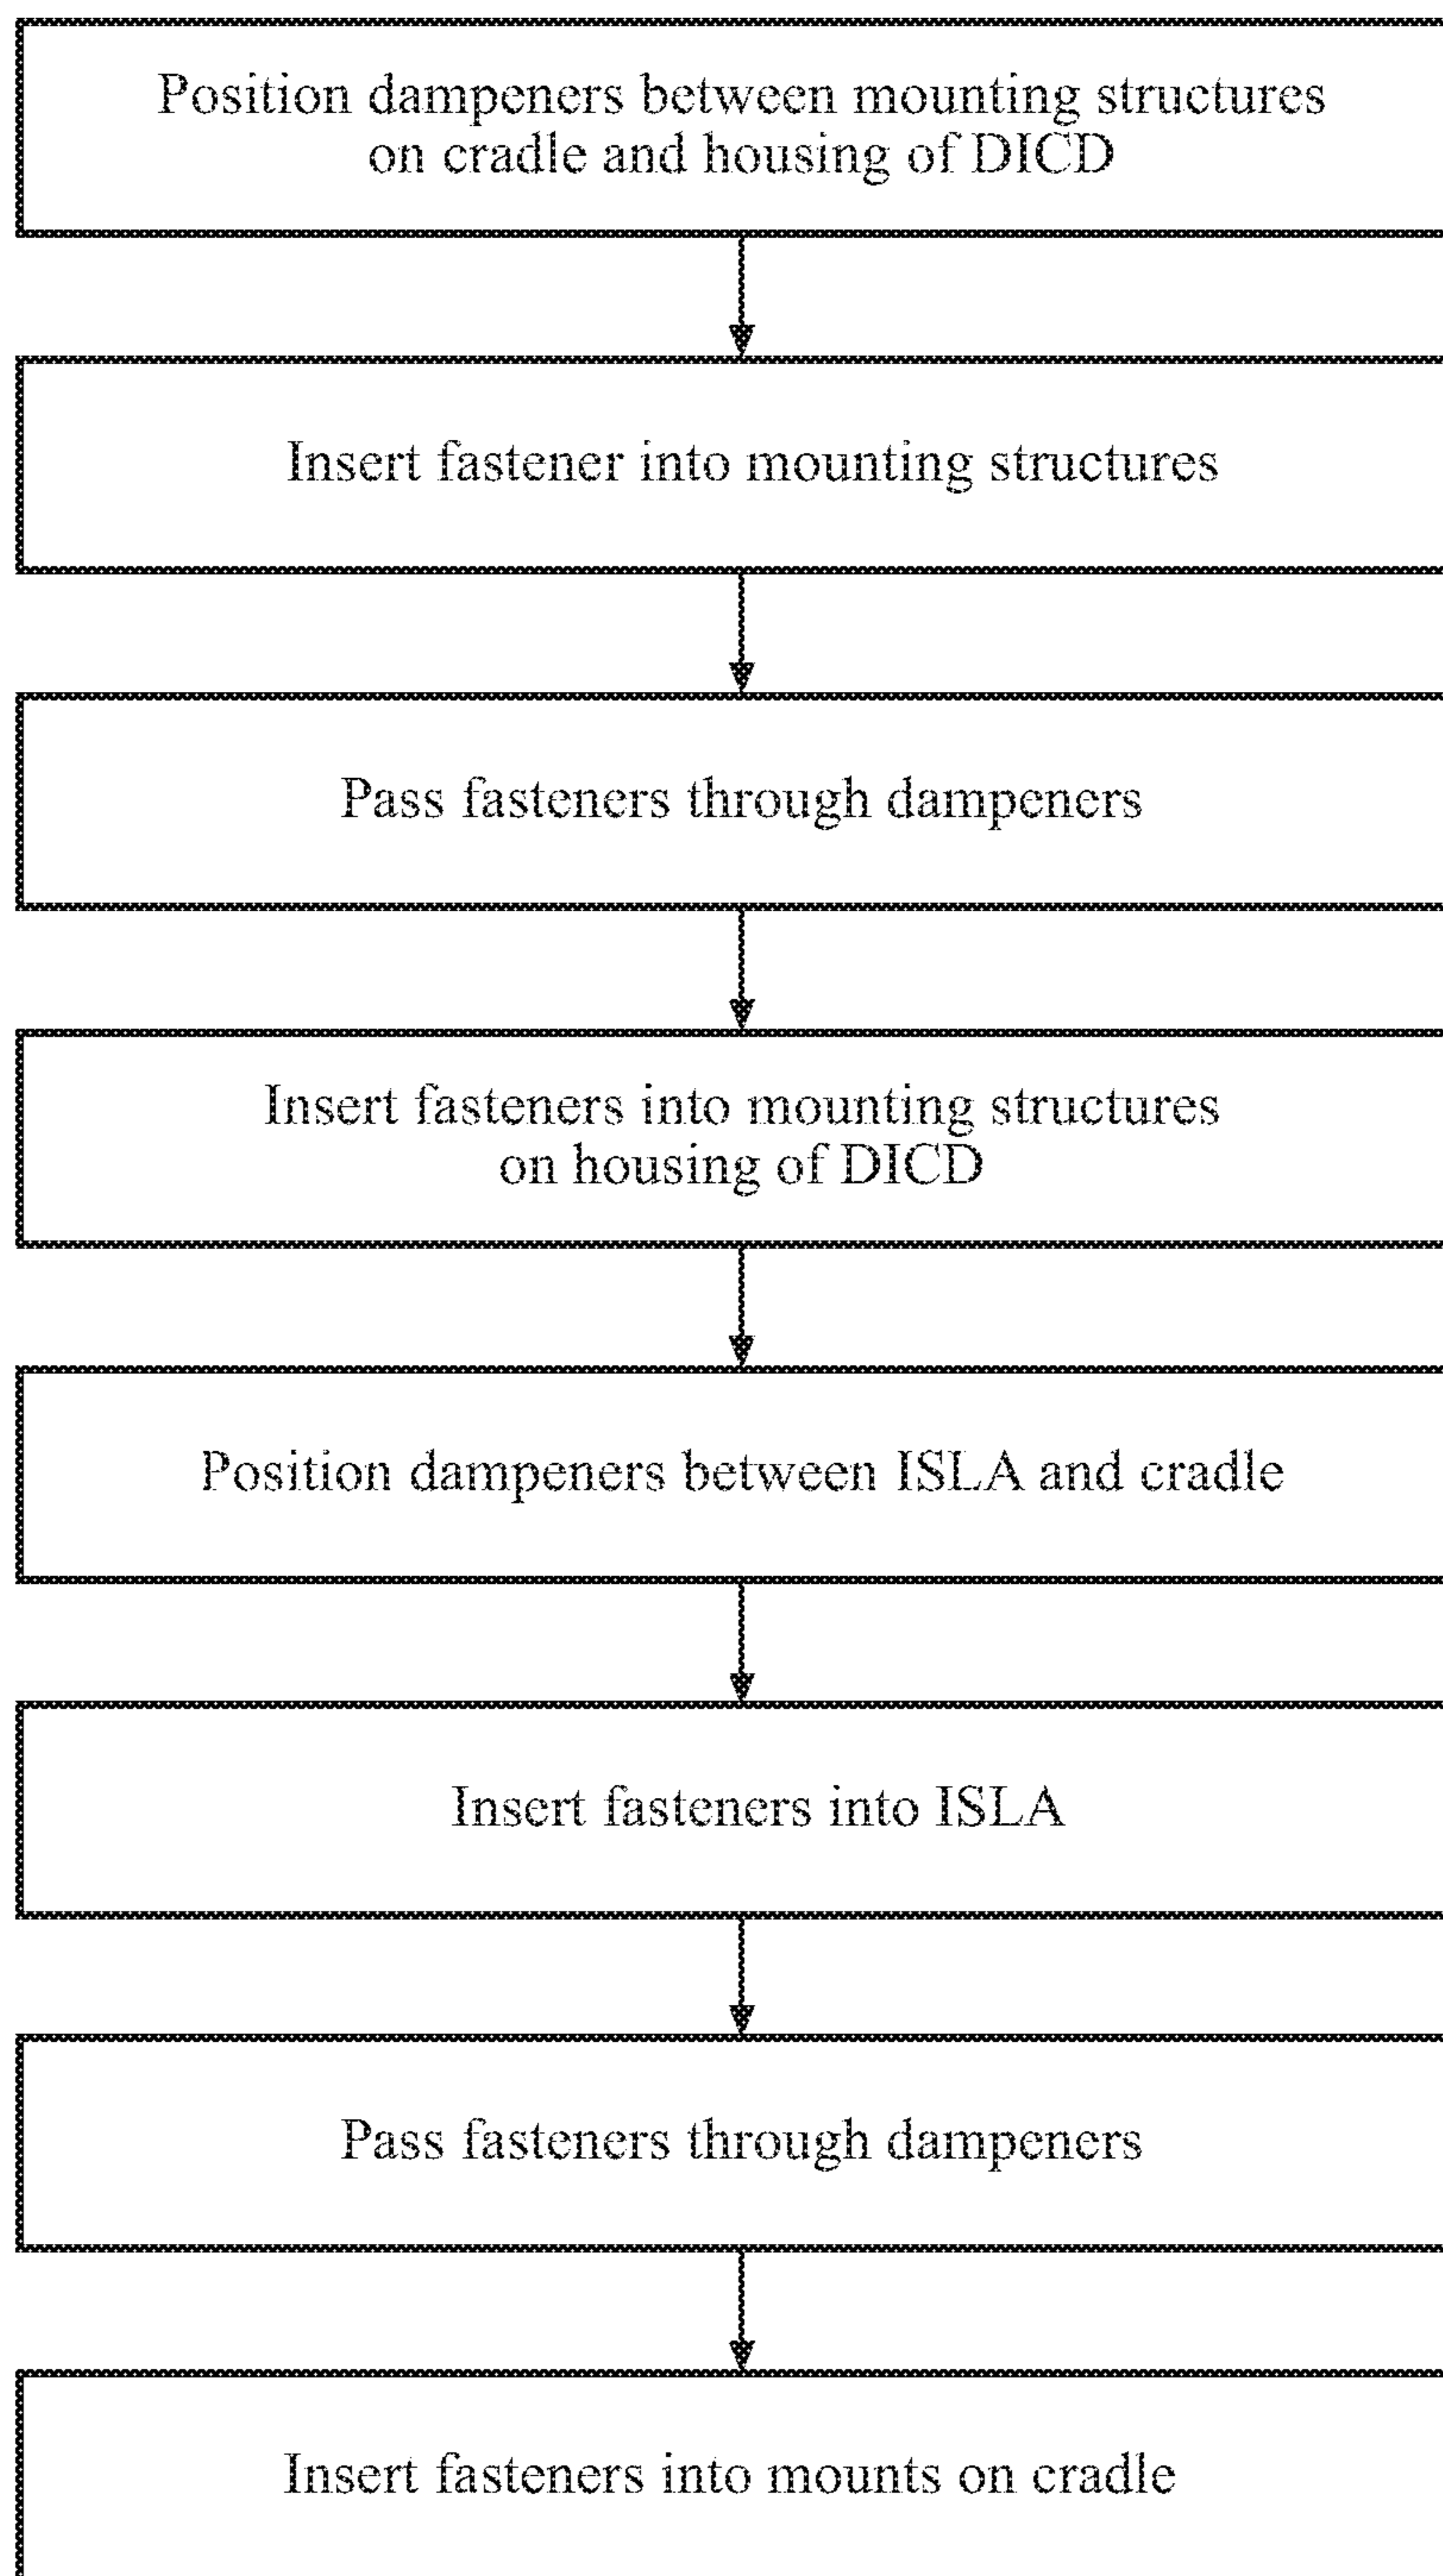 Position dampeners between mounting structures
on cradle and housing of DICD
Insert fastener into mounting structures
Pass fasteners through dampeners
Insert fasteners into mounting structures
on housing of DICD
Position dampeners between ISLA and cradle
Insert fasteners into ISLA
Pass fasteners through dampeners
Insert fasteners into mounts on cradle